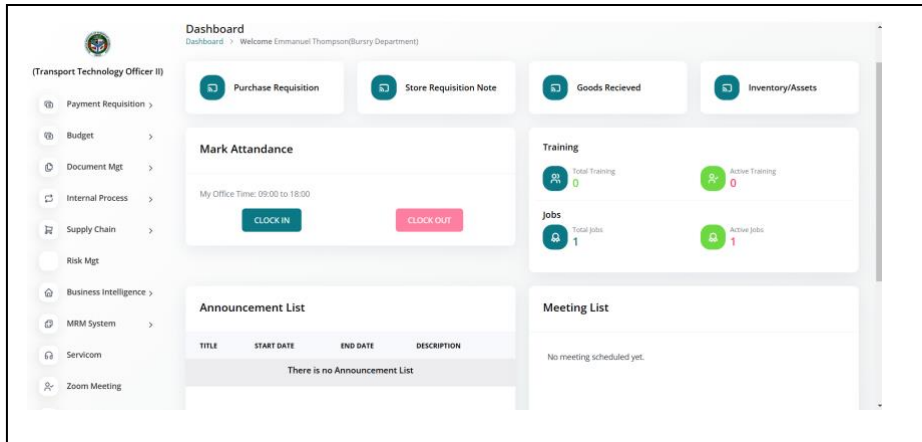 Dashboard
Dashboard > Welcome Emmanuel Thompson(Bursry Department)
(Transport Technology Officer II)
Payment Requisition >
Budget >
Document Mgt >
Internal Process >
Supply Chain >
Risk Mgt
Business Intelligence >
MRM System >
Servicom
Zoom Meeting
Purchase Requisition
Store Requisition Note
Goods Recieved
Inventory/Assets
Mark Attandance
My Office Time: 09:00 to 18:00
CLOCK IN
CLOCK OUT
Training
Total Training
0
Active Training
0
Jobs
Total Jobs
1
Active Jobs
1
Announcement List
TITLE START DATE END DATE DESCRIPTION
There is no Announcement List
Meeting List
No meeting scheduled yet.